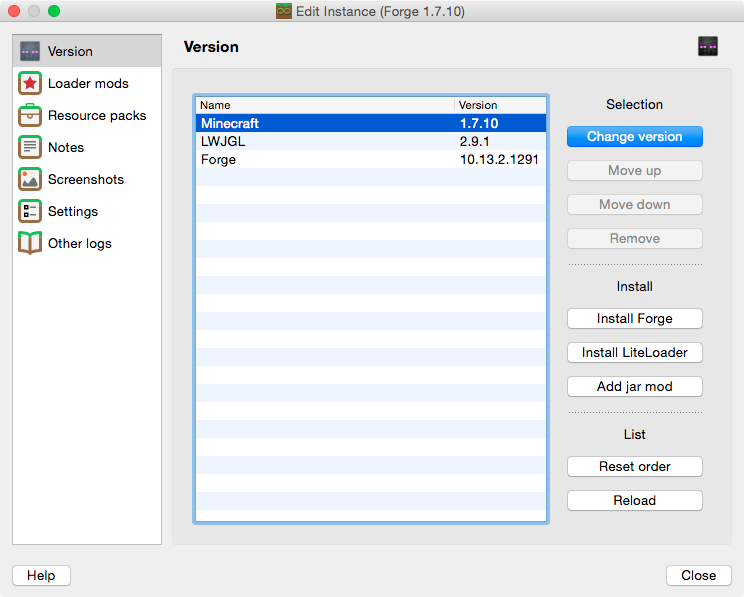 Edit Instance (Forge 1.7.10)
Version
Loader mods
Resource packs
Notes
Screenshots
Settings
Other logs
Version
Name Version
Minecraft 1.7.10
LWJGL 2.9.1
Forge 10.13.2.1291
Selection
Change version
Move up
Move down
Remove
Install
Install Forge
Install LiteLoader
Add jar mod
List
Reset order
Reload
Help
Close